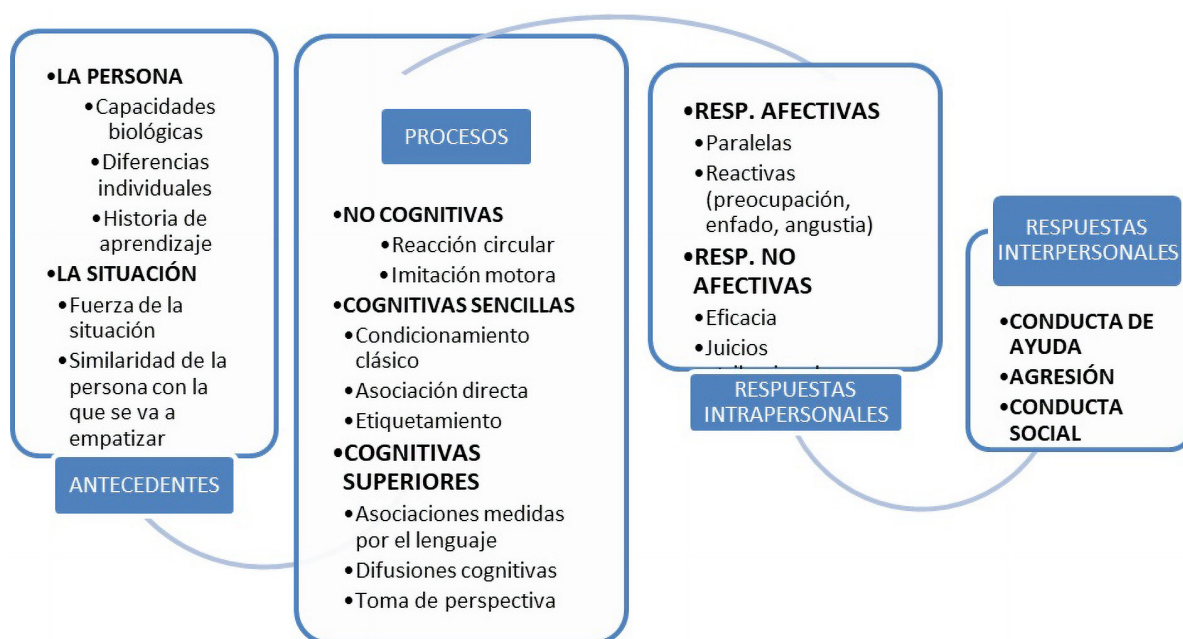 •LA PERSONA
•Capacidades
biológicas
•Diferencias
individuales
•Historia de
aprendizaje
•LA SITUACIÓN
•Fuerza de la
situación
•Similaridad de la
persona con la
que se va a
empatizar
ANTECEDENTES
PROCESOS
•NO COGNITIVAS
•Reacción circular
•Imitación motora
•COGNITIVAS SENCILLAS
•Condicionamiento
clásico
•Asociación directa
•Etiquetamiento
•COGNITIVAS
SUPERIORES
•Asociaciones medidas
por el lenguaje
•Difusiones cognitivas
•Toma de perspectiva
•RESP. AFECTIVAS
•Paralelas
•Reactivas
(preocupación,
enfado, angustia)
•RESP. NO
AFECTIVAS
•Eficacia
•Juicios
RESPUESTAS
INTRAPERSONALES
RESPUESTAS
INTERPERSONALES
•CONDUCTA DE
AYUDA
•AGRESIÓN
•CONDUCTA
SOCIAL